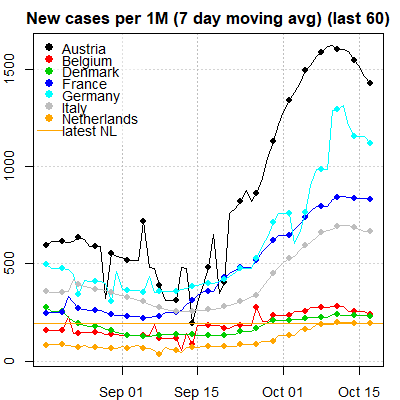 New cases per 1M (7 day moving avg) (last 60)
Austria
Belgium
Denmark
France
Germany
Italy
Netherlands
latest NL
1500
1000
500
0
Sep 01 Sep 15 Oct 01 Oct 15